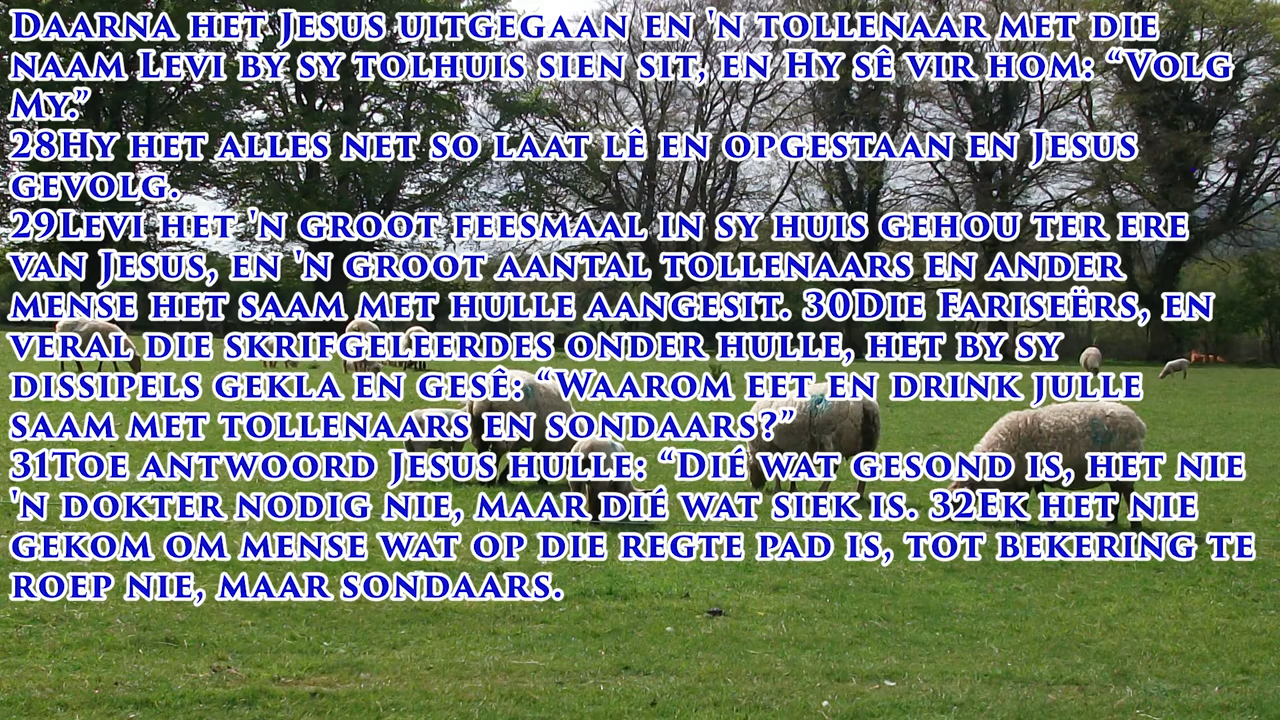 Daarna het Jesus uitgegaan en 'n tollenaar met die
naam Levi by sy tolhuis sien sit, en Hy sê vir hom: “Volg
My.”
28Hy het alles net so laat lê en opgestaan en Jesus
gevolg.
29Levi het 'n groot feesmaal in sy huis gehou ter ere
van Jesus, en 'n groot aantal tollenaars en ander
mense het saam met hulle aangesit. 30Die Fariseërs, en
veral die skrifgeleerdes onder hulle, het by sy
dissipels gekla en gesê: “Waarom eet en drink julle
saam met tollenaars en sondaars?”
31Toe antwoord Jesus hulle: “Dié wat gesond is, het nie
'n dokter nodig nie, maar dié wat siek is. 32Ek het nie
gekom om mense wat op die regte pad is, tot bekering te
roep nie, maar sondaars.